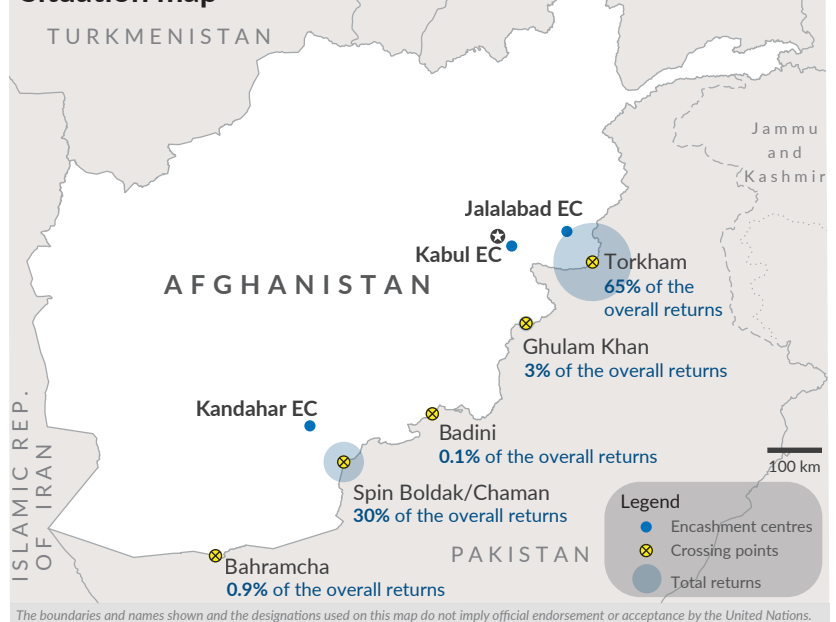 Situation map
TURKMENISTAN
Jammu
and
Kashmir
Jalalabad EC
Kabul EC
AFGHANISTAN
Torkham
65% of the
overall returns
Ghulam Khan
3% of the overall returns
Kandahar EC
Badini
0.1% of the overall returns
ISLAMIC REP.
OF IRAN
100 km
Spin Boldak/Chaman
30% of the overall returns
PAKISTAN
Bahramcha
0.9% of the overall returns
Legend
Encashment centres
Crossing points
Total returns
The boundaries and names shown and the designations used on this map do not imply official endorsement or acceptance by the United Nations.